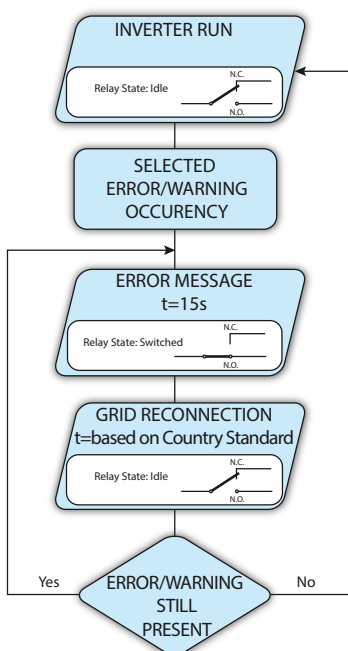 INVERTER RUN
N.C.
Relay State: Idle
N.O.
SELECTED
ERROR/WARNING
OCCURENCY
ERROR MESSAGE
t=15s
N.C.
Relay State: Switched
N.O.
GRID RECONNECTION
t=based on Country Standard
N.C.
Relay State: Idle
N.O.
Yes
No
ERROR/WARNING
STILL
PRESENT